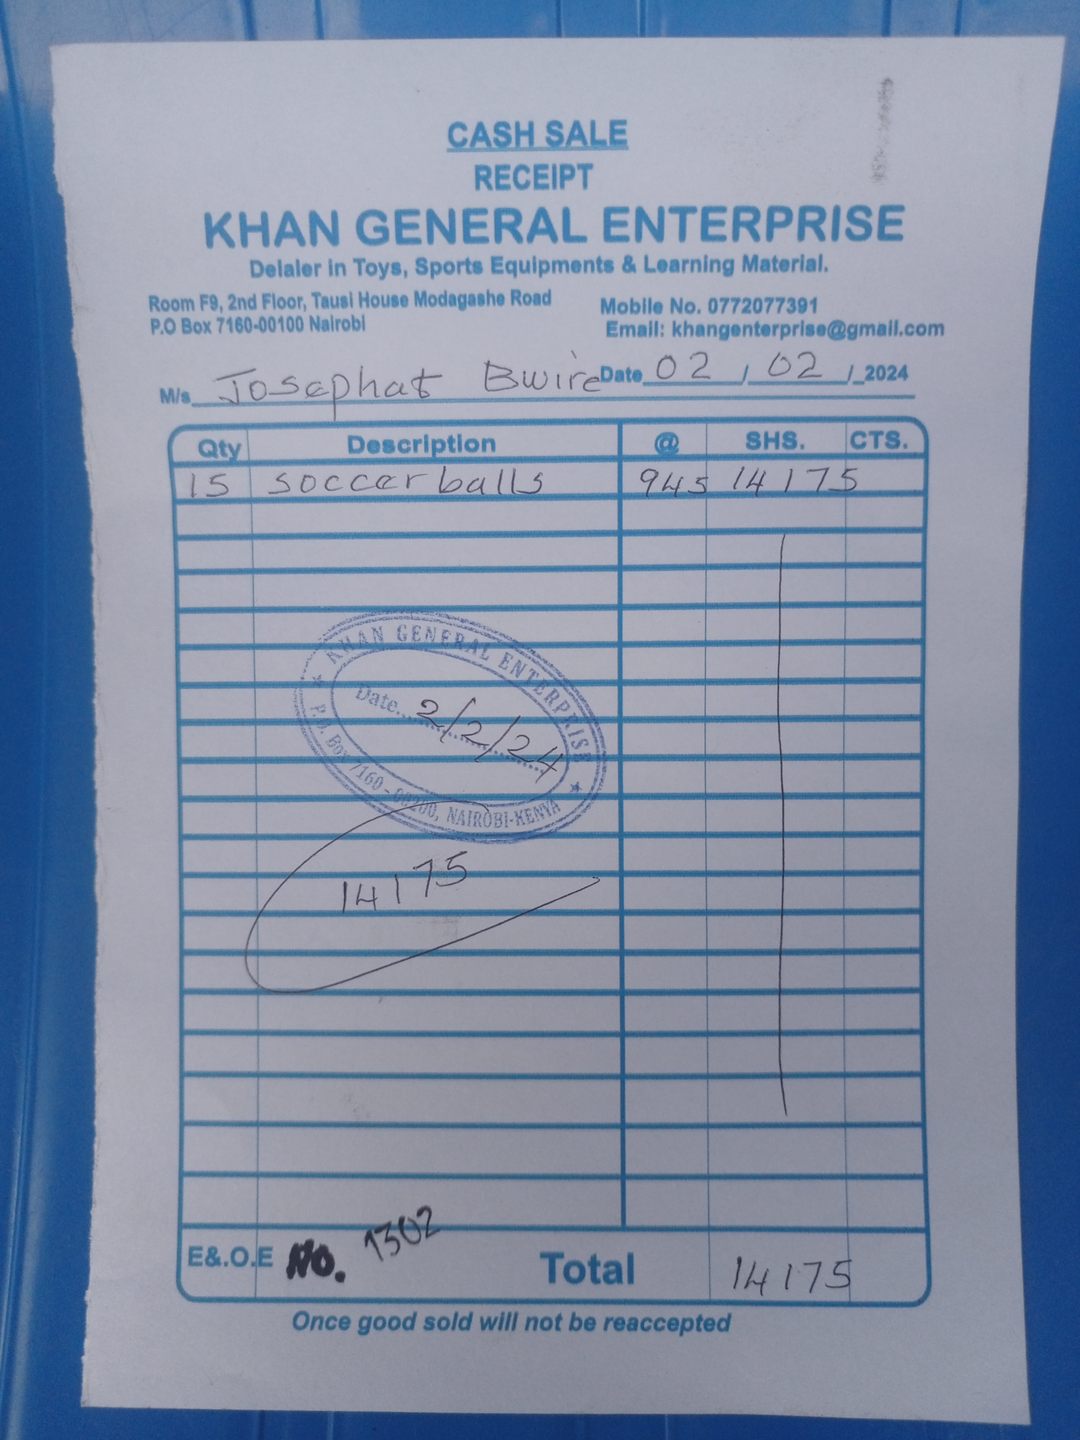 CASH SALE
RECEIPT
KHAN GENERAL ENTERPRISE
Delaler in Toys, Sports Equipments & Learning Material.
Room F9, 2nd Floor, Tausi House Modagashe Road
P.O Box 7160-00100 Nairobi
Mobile No. 0772077391
Email: khangenterprise@gmail.com
M/s Josephat Bwire Date 02 / 02 / 2024
Qty Description @ SHS. CTS.
15 soccer balls 945 14175
KHAN GENERAL ENTERPRISE
Date... 2/2/24
P.O. Box 7160 - 00200, NAIROBI-KENYA
14175
E&.O.E No. 1302 Total 14175
Once good sold will not be reaccepted